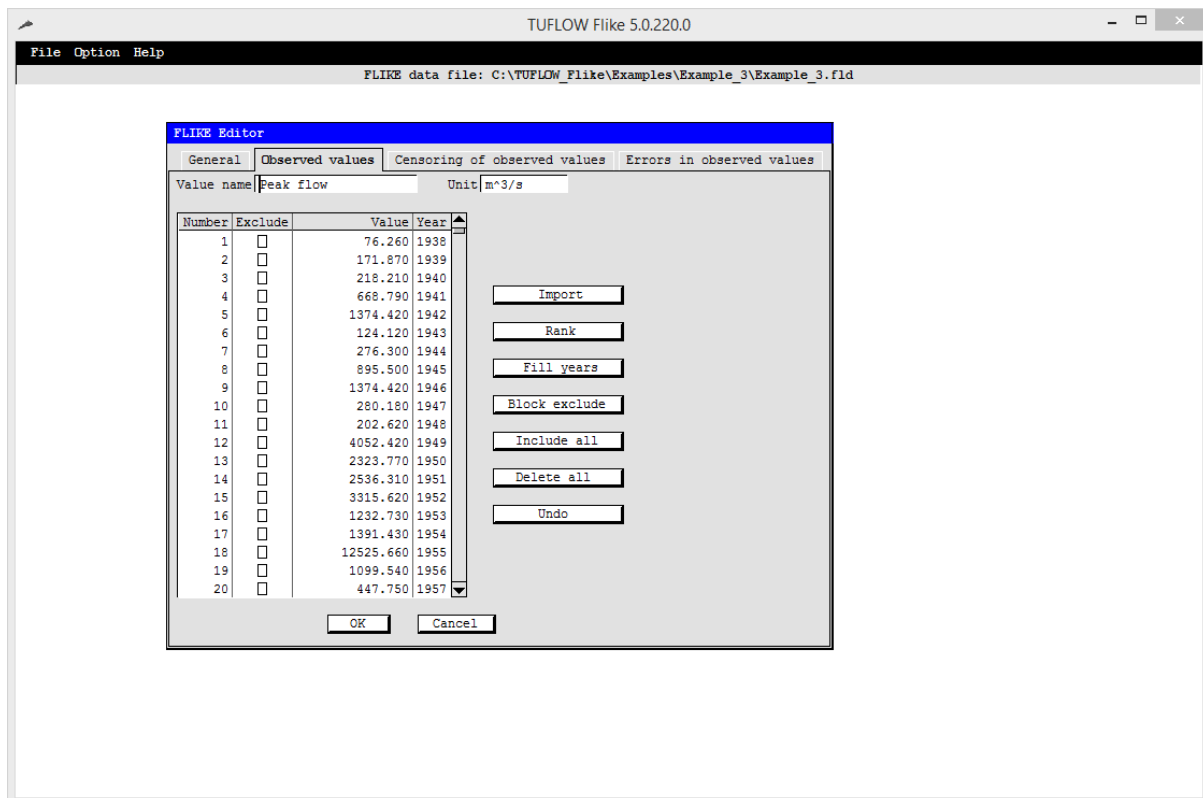 TUFLOW Flike 5.0.220.0
File Option Help
FLIKE data file: C:\TUFLOW_Flike\Examples\Example_3\Example_3.fld
FLIKE Editor
General Observed values Censoring of observed values Errors in observed values
Value name Peak flow Unit m^3/s
Number Exclude Value Year
1 76.260 1938
2 171.870 1939
3 218.210 1940
4 668.790 1941
5 1374.420 1942
6 124.120 1943
7 276.300 1944
8 895.500 1945
9 1374.420 1946
10 280.180 1947
11 202.620 1948
12 4052.420 1949
13 2323.770 1950
14 2536.310 1951
15 3315.620 1952
16 1232.730 1953
17 1391.430 1954
18 12525.660 1955
19 1099.540 1956
20 447.750 1957
Import
Rank
Fill years
Block exclude
Include all
Delete all
Undo
OK Cancel